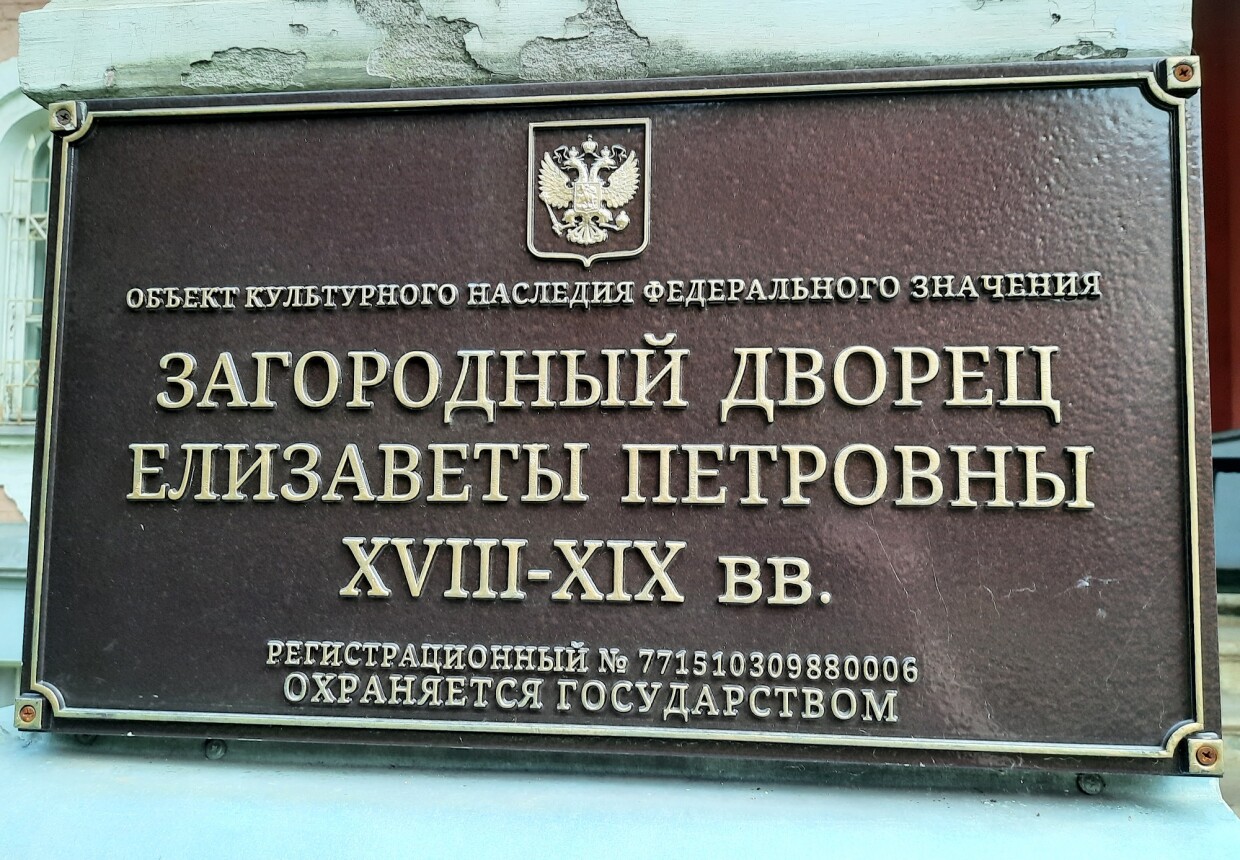 ОБЪЕКТ КУЛЬТУРНОГО НАСЛЕДИЯ ФЕДЕРАЛЬНОГО ЗНАЧЕНИЯ
ЗАГОРОДНЫЙ ДВОРЕЦ
ЕЛИЗАВЕТЫ ПЕТРОВНЫ
XVIII-XIX вв.
РЕГИСТРАЦИОННЫЙ № 771510309880006
ОХРАНЯЕТСЯ ГОСУДАРСТВОМ